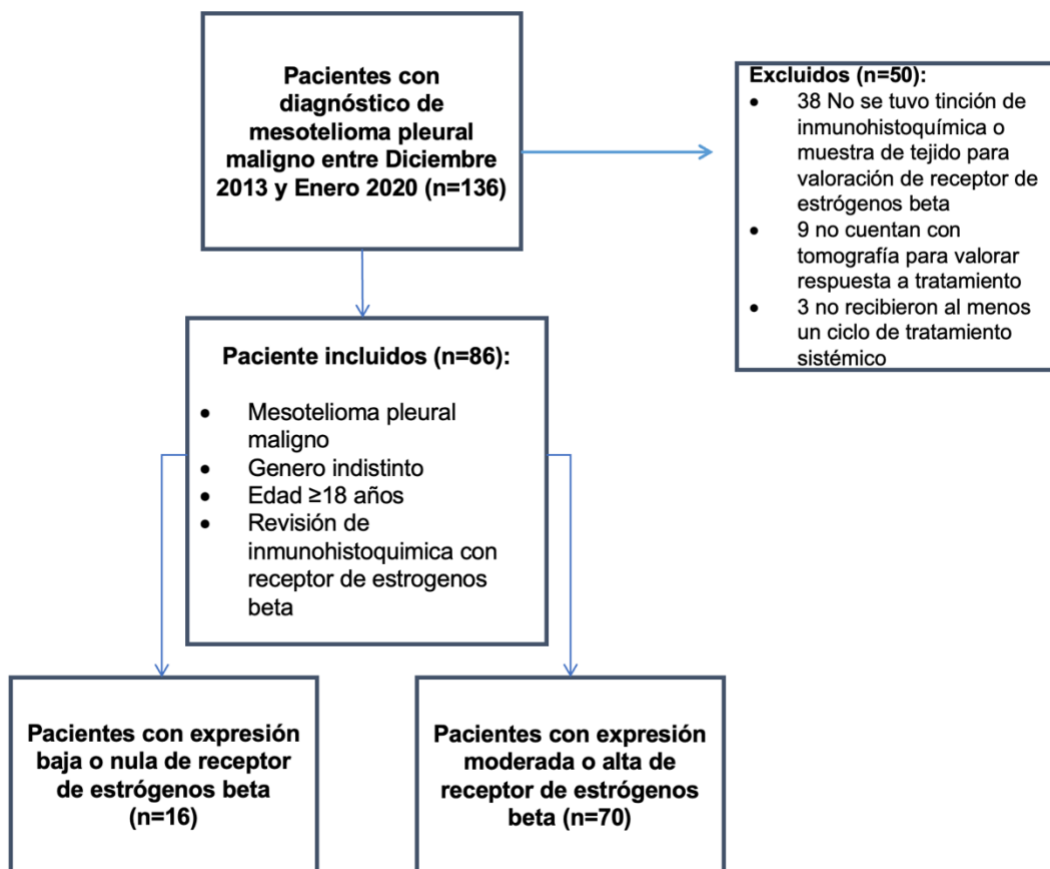 Pacientes con
diagnóstico de
mesotelioma pleural
maligno entre Diciembre
2013 y Enero 2020 (n=136)
Excluidos (n=50):
• 38 No se tuvo tinción de
inmunohistoquímica o
muestra de tejido para
valoración de receptor de
estrógenos beta
• 9 no cuentan con
tomografía para valorar
respuesta a tratamiento
• 3 no recibieron al menos
un ciclo de tratamiento
sistémico
Paciente incluidos (n=86):
• Mesotelioma pleural
maligno
• Genero indistinto
• Edad ≥18 años
• Revisión de
inmunohistoquimica con
receptor de estrogenos
beta
Pacientes con expresión
baja o nula de receptor
de estrógenos beta
(n=16)
Pacientes con expresión
moderada o alta de
receptor de estrógenos
beta (n=70)